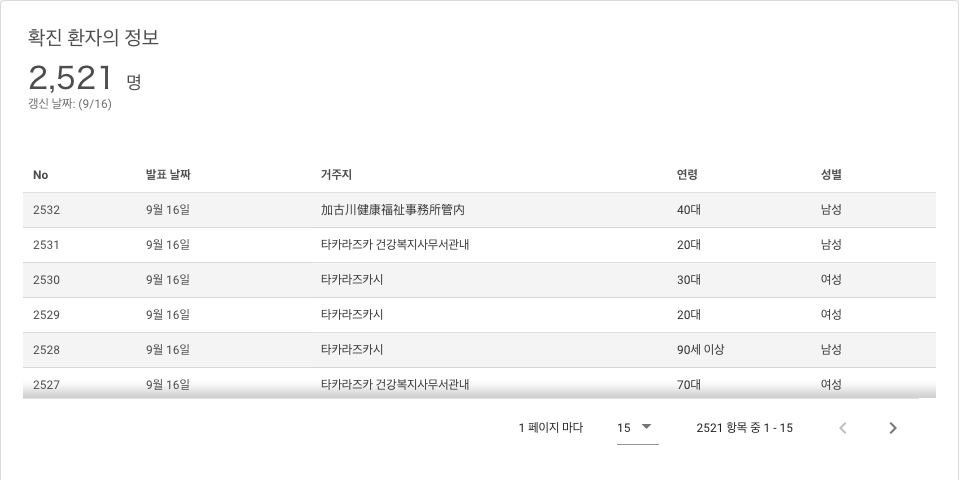 확진 환자의 정보
2,521 명
갱신 날짜: (9/16)
No 발표 날짜 거주지 연령 성별
2532 9월 16일 加古川健康福祉事務所管内 40대 남성
2531 9월 16일 타카라즈카 건강복지사무서관내 20대 남성
2530 9월 16일 타카라즈카시 30대 여성
2529 9월 16일 타카라즈카시 20대 여성
2528 9월 16일 타카라즈카시 90세 이상 남성
2527 9월 16일 타카라즈카 건강복지사무서관내 70대 여성
1 페이지 마다 15 2521 항목 중 1 - 15